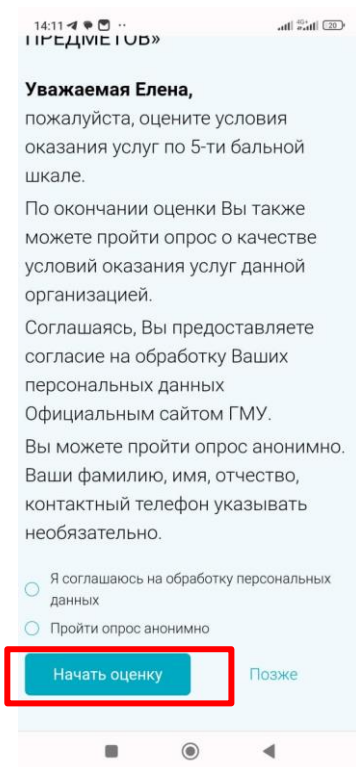 14:11
4G+
20
ПРЕДМЕТОВ»
Уважаемая Елена,
пожалуйста, оцените условия
оказания услуг по 5-ти бальной
шкале.
По окончании оценки Вы также
можете пройти опрос о качестве
условий оказания услуг данной
организацией.
Соглашаясь, Вы предоставляете
согласие на обработку Ваших
персональных данных
Официальным сайтом ГМУ.
Вы можете пройти опрос анонимно.
Ваши фамилию, имя, отчество,
контактный телефон указывать
необязательно.
Я соглашаюсь на обработку персональных
данных
Пройти опрос анонимно
Начать оценку
Позже